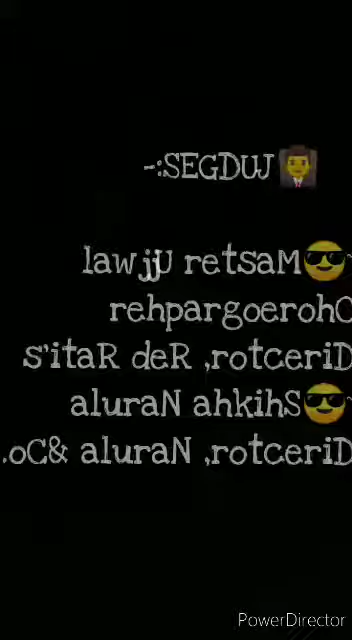 -:SEGDUJ👨‍💼
lawjjU retsaM😎
rehpargoerohC
s'itaR deR ,rotceriD
aluraN ahkihS😎
.oC& aluraN ,rotceriD
PowerDirector